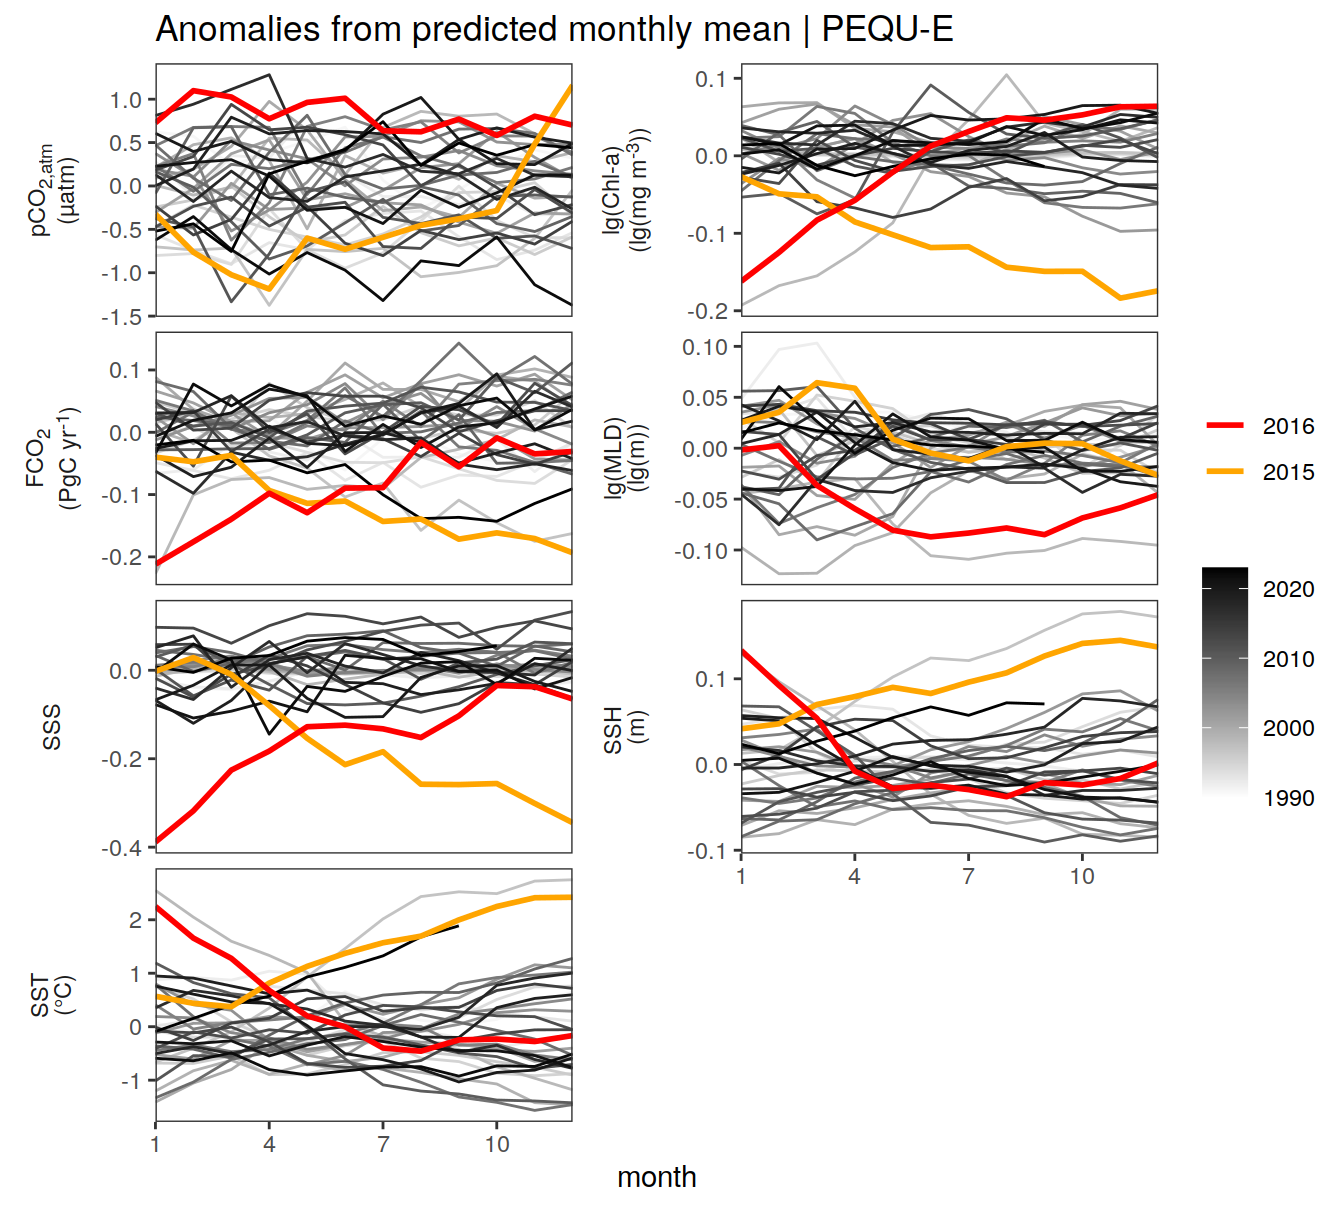 Anomalies from predicted monthly mean | PEQU-E
pCO2,atm
(µatm)
1.0
0.5
0.0
-0.5
-1.0
-1.5
lg(Chl-a)
(lg(mg m-3))
0.1
0.0
-0.1
-0.2
FCO2
(PgC yr-1)
0.1
0.0
-0.1
-0.2
lg(MLD)
(lg(m))
0.10
0.05
0.00
-0.05
-0.10
SSS
0.0
-0.2
-0.4
SSH
(m)
0.1
0.0
-0.1
1 4 7 10
SST
(°C)
2
1
0
-1
1 4 7 10
month
2016
2015
2020
2010
2000
1990